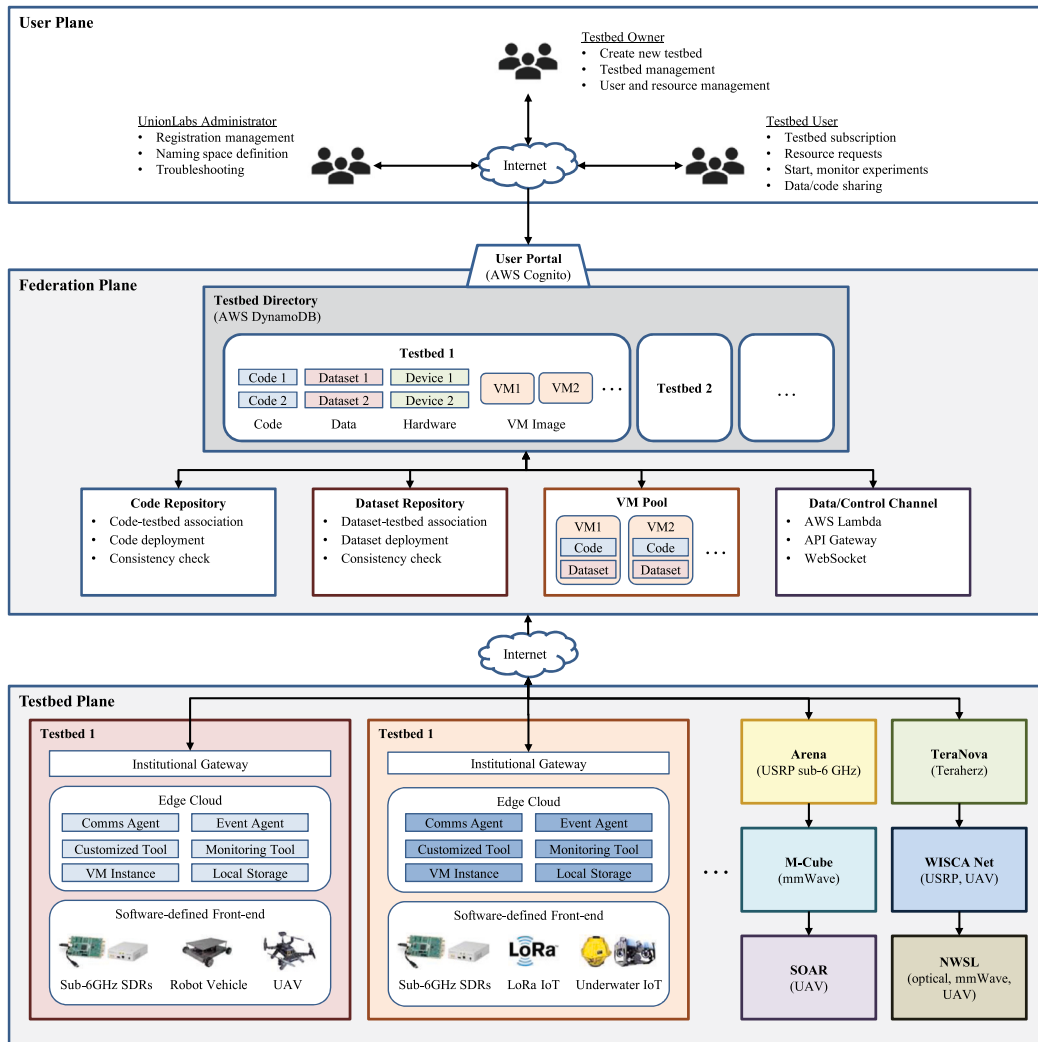 User Plane
Testbed Owner
• Create new testbed
• Testbed management
• User and resource management
UnionLabs Administrator
• Registration management
• Naming space definition
• Troubleshooting
Internet
Testbed User
• Testbed subscription
• Resource requests
• Start, monitor experiments
• Data/code sharing
User Portal
(AWS Cognito)
Federation Plane
Testbed Directory
(AWS DynamoDB)
Testbed 1
Code 1
Code 2
Code
Dataset 1
Dataset 2
Data
Device 1
Device 2
Hardware
VM1
VM2
...
VM Image
Testbed 2
...
Code Repository
• Code-testbed association
• Code deployment
• Consistency check
Dataset Repository
• Dataset-testbed association
• Dataset deployment
• Consistency check
VM Pool
VM1
Code
Dataset
VM2
Code
Dataset
...
Data/Control Channel
• AWS Lambda
• API Gateway
• WebSocket
Internet
Testbed Plane
Testbed 1
Institutional Gateway
Edge Cloud
Comms Agent
Event Agent
Customized Tool
Monitoring Tool
VM Instance
Local Storage
Software-defined Front-end
Sub-6GHz SDRs
Robot Vehicle
UAV
Testbed 1
Institutional Gateway
Edge Cloud
Comms Agent
Event Agent
Customized Tool
Monitoring Tool
VM Instance
Local Storage
Software-defined Front-end
LoRa
Sub-6GHz SDRs
LoRa IoT
Underwater IoT
...
Arena
(USRP sub-6 GHz)
TeraNova
(Teraherz)
M-Cube
(mmWave)
WISCA Net
(USRP, UAV)
SOAR
(UAV)
NWSL
(optical, mmWave,
UAV)